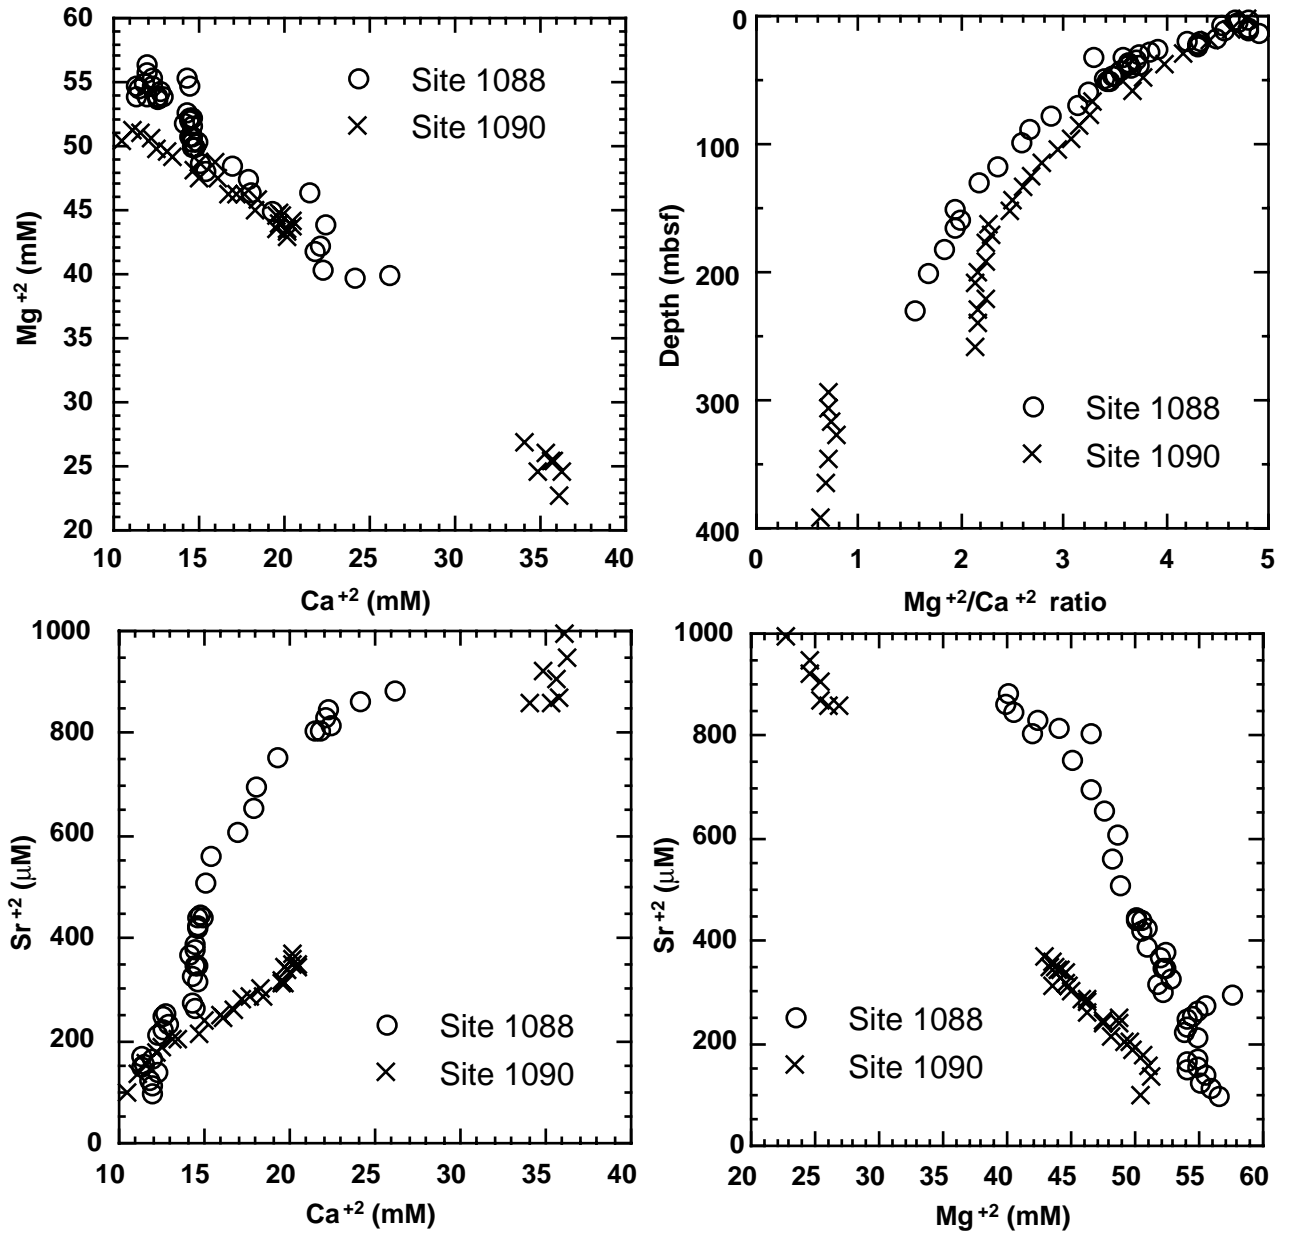 60
55
50
45
40
35
30
25
20
Mg+2 (mM)
Site 1088
Site 1090
10 15 20 25 30 35 40
Ca+2 (mM)
0
100
200
300
400
Depth (mbsf)
Site 1088
Site 1090
0 1 2 3 4 5
Mg+2/Ca+2 ratio
1000
800
600
400
200
0
Sr+2 (μM)
Site 1088
Site 1090
10 15 20 25 30 35 40
Ca+2 (mM)
1000
800
600
400
200
0
Sr+2 (μM)
Site 1088
Site 1090
20 25 30 35 40 45 50 55 60
Mg+2 (mM)